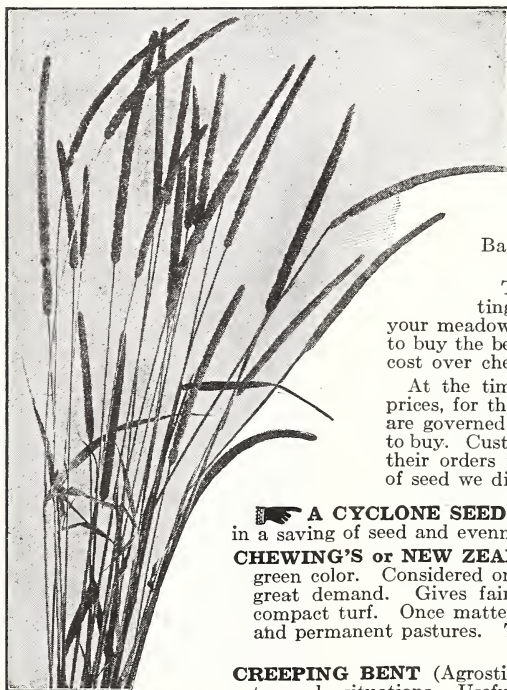 Ba
T
ting
your meadow
to buy the be
cost over che
At the tim
prices, for th
are governed
to buy. Cust
their orders
of seed we di
A CYCLONE SEED
in a saving of seed and evenn
CHEWING'S or NEW ZEA
green color. Considered or
great demand. Gives fair
compact turf. Once matte
and permanent pastures. T
CREEPING BENT (Agrosti